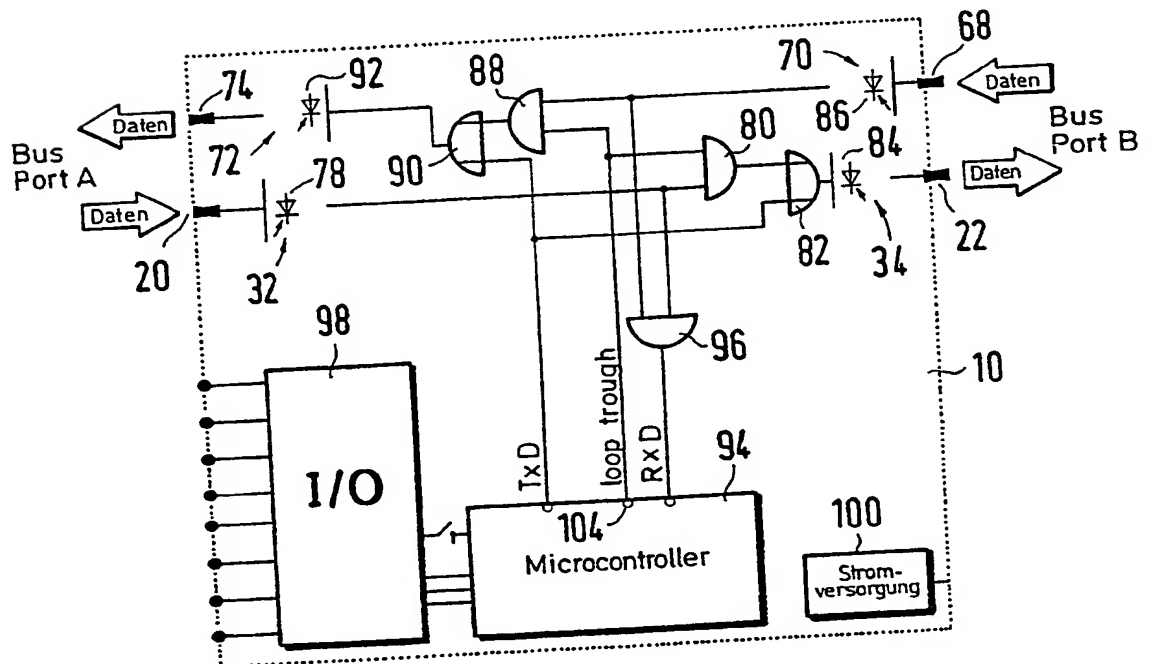 68
70
92
88
74
Daten
Daten
86
80
84
Bus
Port B
72
90
78
Bus
Port A
Daten
Daten
82
34
22
20
32
98
96
10
I/O
TxD
loop trough
RxD
94
104
Microcontroller
100
Strom-
versorgung